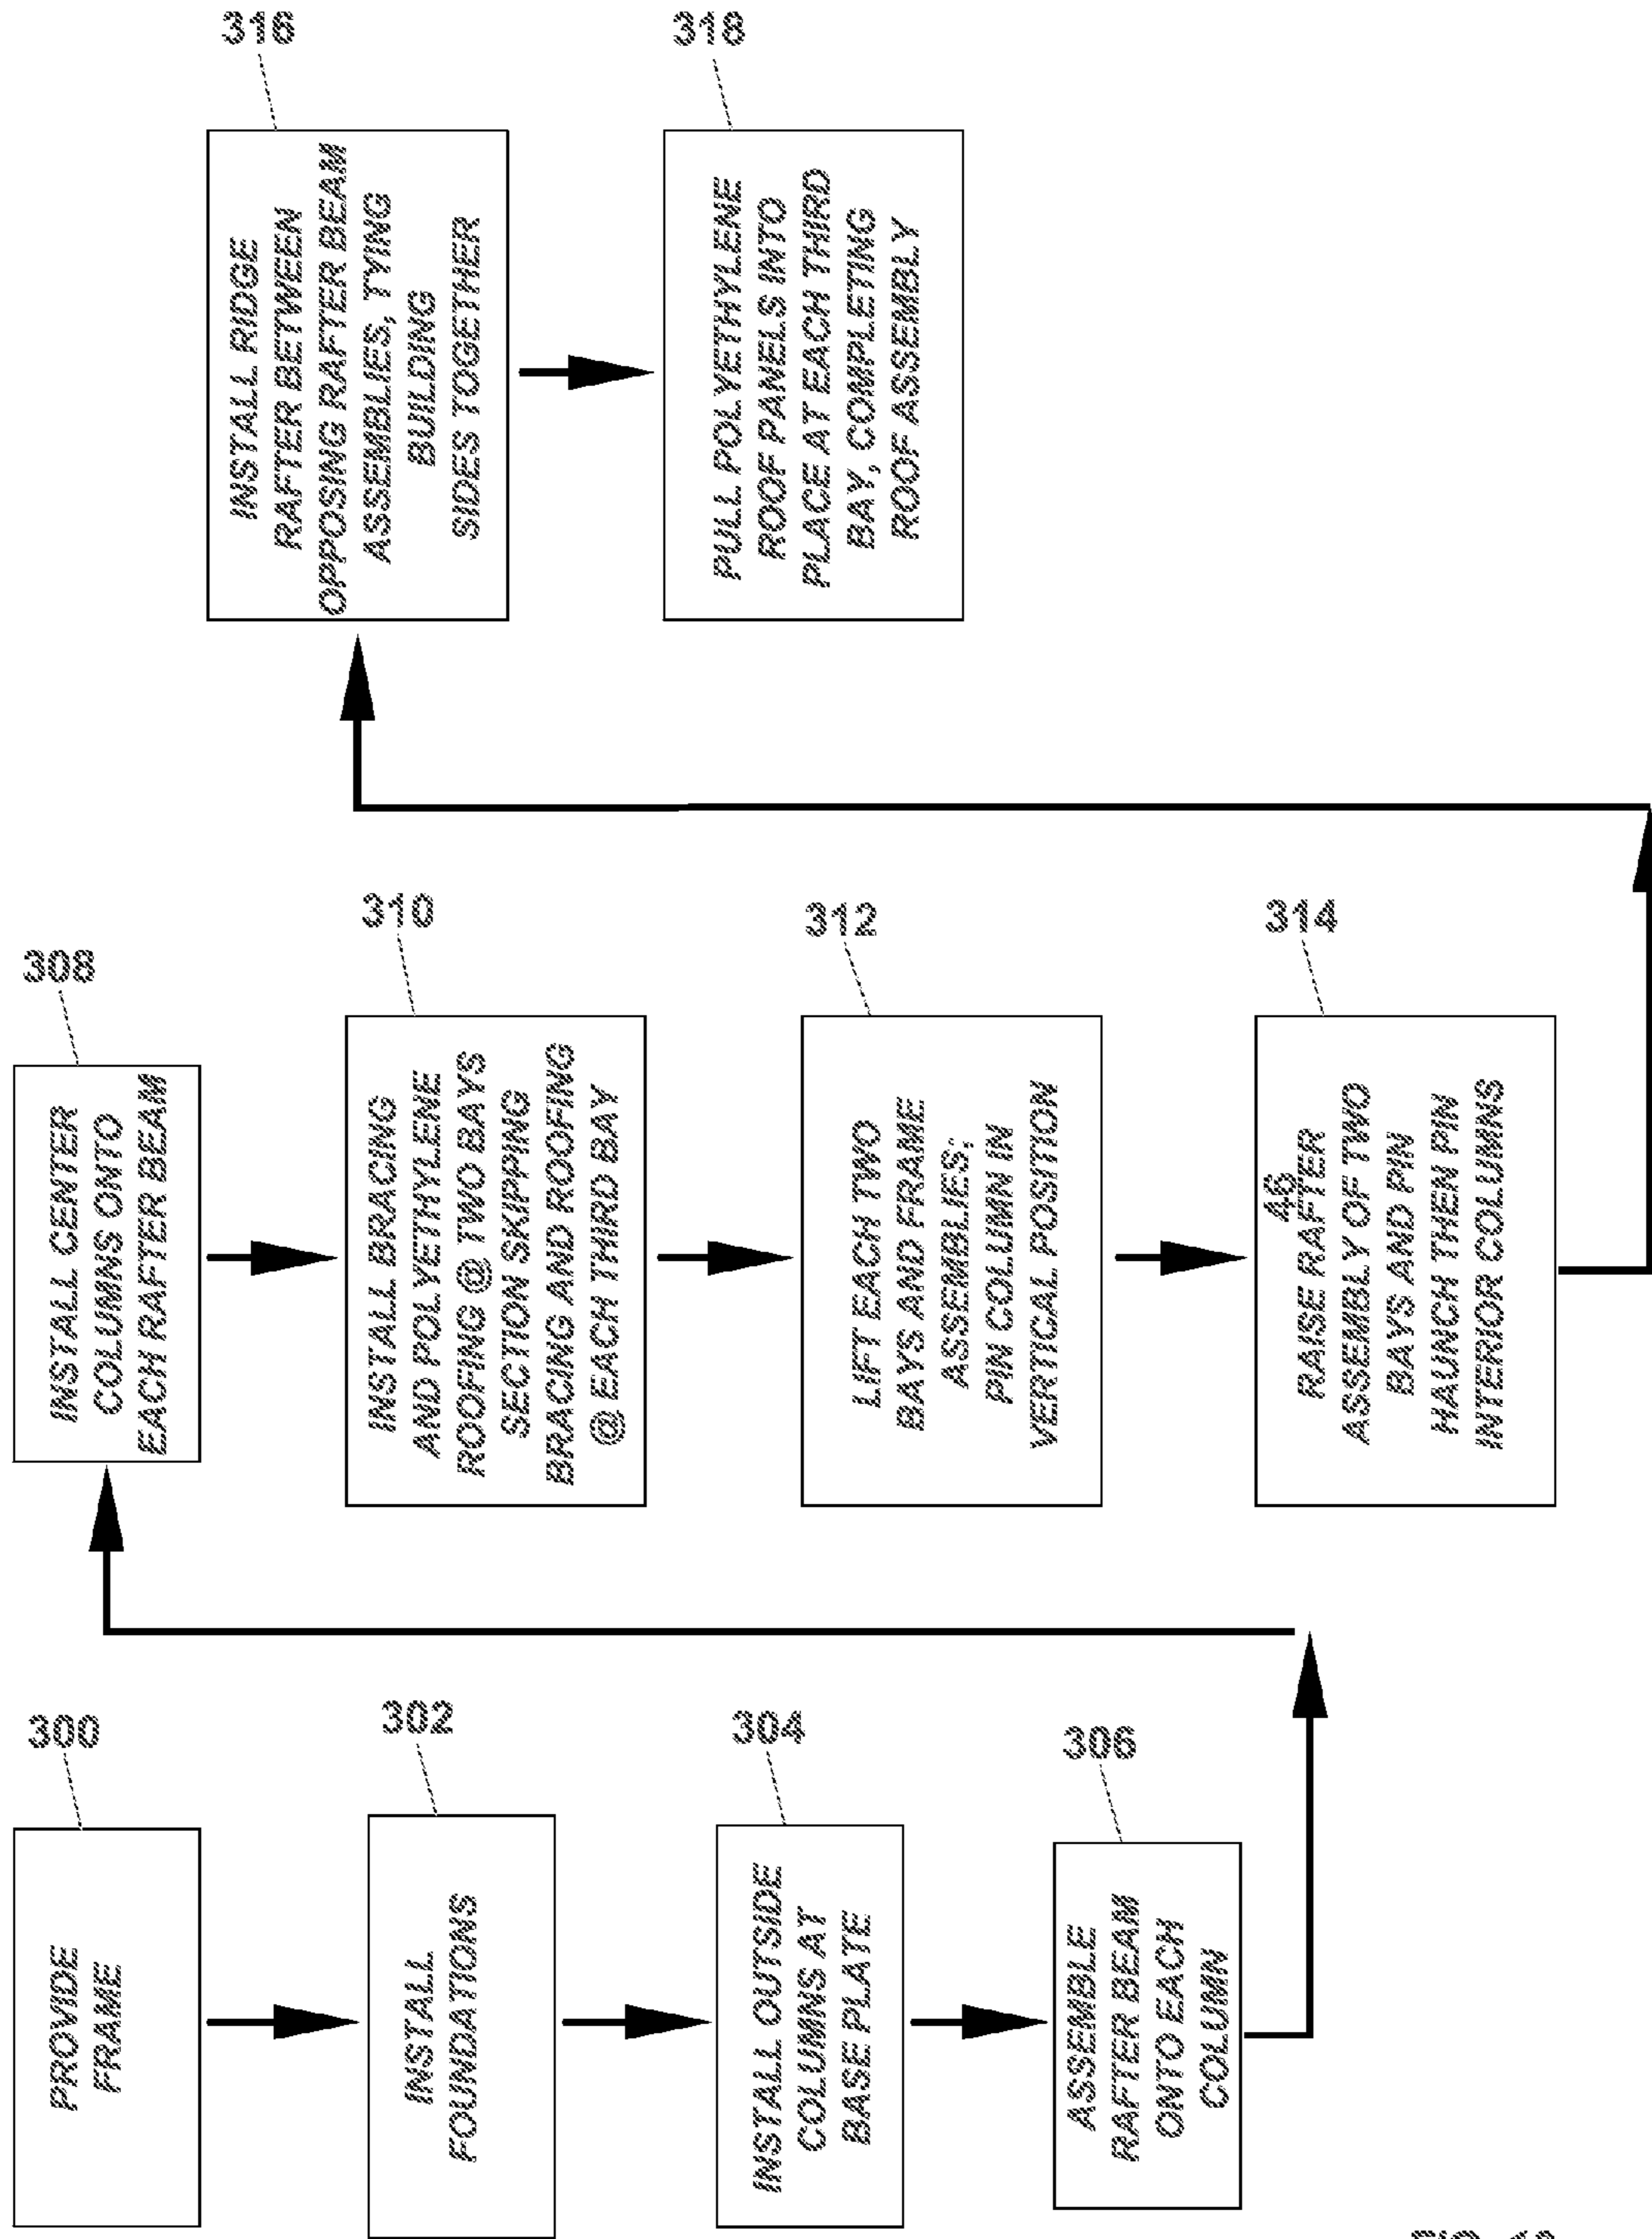 300
PROVIDE
FRAME
302
INSTALL
FOUNDATIONS
304
INSTALL OUTSIDE
COLUMNS AT
BASE PLATE
306
ASSEMBLE
RAFTER BEAM
ONTO EACH
COLUMN
308
INSTALL CENTER
COLUMNS ONTO
EACH RAFTER BEAM
310
INSTALL BRACING
AND POLYETHYLENE
ROOFING @ TWO BAYS
SECTION SKIPPING
BRACING AND ROOFING
@ EACH THIRD BAY
312
LIFT EACH TWO
BAYS AND FRAME
ASSEMBLIES;
PIN COLUMN IN
VERTICAL POSITION
314
46
RAISE RAFTER
ASSEMBLY OF TWO
BAYS AND PIN
HAUNCH THEN PIN
INTERIOR COLUMNS
316
INSTALL RIDGE
RAFTER BETWEEN
OPPOSING RAFTER BEAM
ASSEMBLIES, TYING
BUILDING
SIDES TOGETHER
318
PULL POLYETHYLENE
ROOF PANELS INTO
PLACE AT EACH THIRD
BAY, COMPLETING
ROOF ASSEMBLY
FIG.